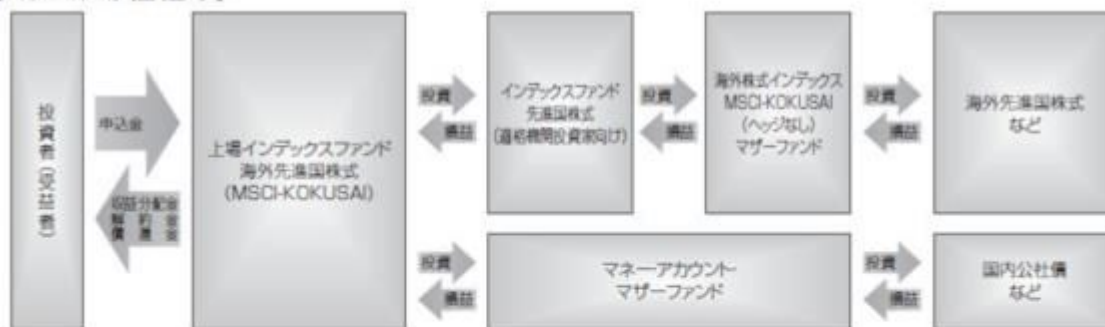 投資者(受益者)
申込金
収益分配金
解約金
償還金
上場インデックスファンド
海外先進国株式
(MSCI-KOKUSAI)
投資
損益
インデックスファンド
先進国株式
(適格機関投資家向け)
投資
損益
海外株式インデックス
MSCI-KOKUSAI
(ヘッジなし)
マザーファンド
投資
損益
海外先進国株式
など
投資
損益
マネーアカウント
マザーファンド
投資
損益
国内公社債
など